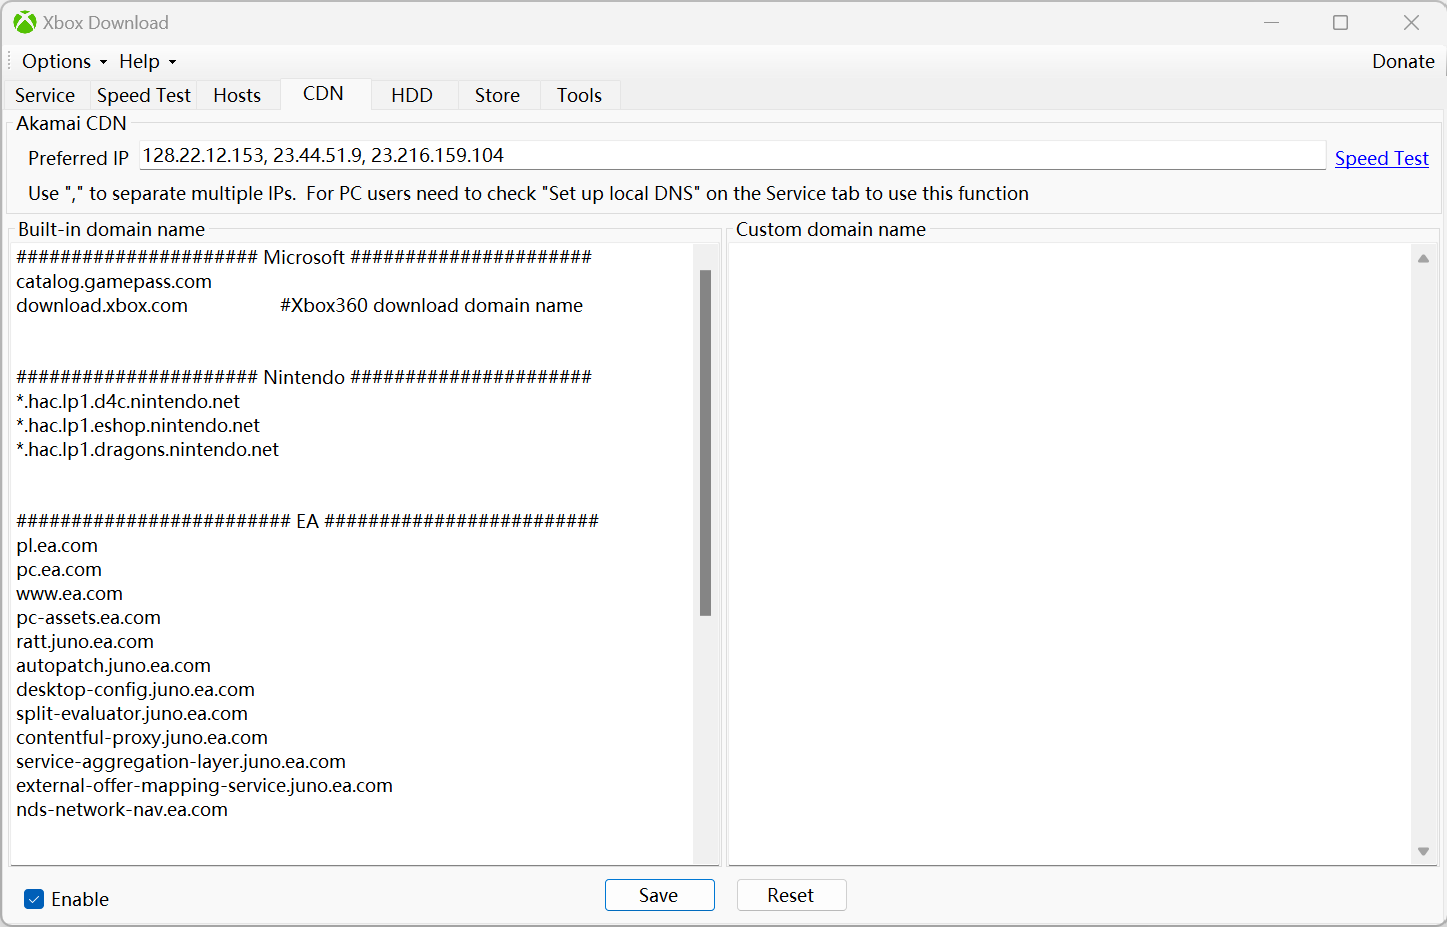 Xbox Download
Options Help Donate
Service Speed Test Hosts CDN HDD Store Tools
Akamai CDN
Preferred IP 128.22.12.153, 23.44.51.9, 23.216.159.104 Speed Test
Use "," to separate multiple IPs. For PC users need to check "Set up local DNS" on the Service tab to use this function
Built-in domain name
###################### Microsoft ######################
catalog.gamepass.com
download.xbox.com #Xbox360 download domain name
###################### Nintendo ######################
*.hac.lp1.d4c.nintendo.net
*.hac.lp1.eshop.nintendo.net
*.hac.lp1.dragons.nintendo.net
######################### EA #########################
pl.ea.com
pc.ea.com
www.ea.com
pc-assets.ea.com
ratt.juno.ea.com
autopatch.juno.ea.com
desktop-config.juno.ea.com
split-evaluator.juno.ea.com
contentful-proxy.juno.ea.com
service-aggregation-layer.juno.ea.com
external-offer-mapping-service.juno.ea.com
nds-network-nav.ea.com
Custom domain name
Enable Save Reset